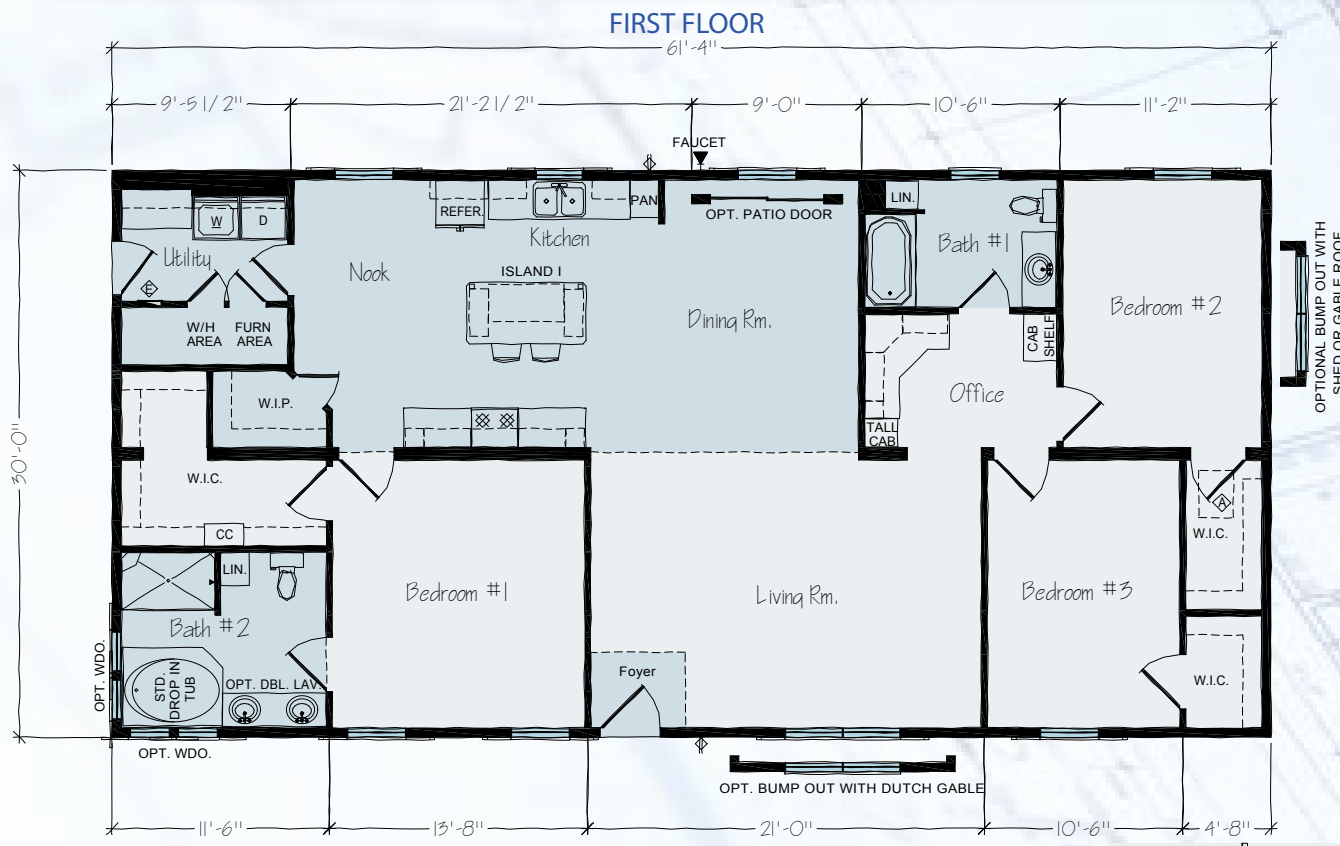 FIRST FLOOR
61'-4"
9'-5 1/2"
21'-2 1/2"
9'-0"
10'-6"
11'-2"
FAUCET
REFER.
PAN
OPT. PATIO DOOR
LIN.
W
D
Utility
E
Kitchen
Nook
ISLAND I
Bath #1
Dining Rm.
Bedroom #2
OPTIONAL BUMP OUT WITH
SHED OR GABLE ROOF
W/H
AREA
FURN
AREA
CAB
SHELF
Office
W.I.P.
TALL
CAB
30'-0"
W.I.C.
CC
A
W.I.C.
LIN.
Bedroom #1
Living Rm.
Bedroom #3
Bath #2
OPT. WDO.
STD.
DROP IN
TUB
OPT. DBL. LAV.
Foyer
W.I.C.
OPT. WDO.
OPT. BUMP OUT WITH DUTCH GABLE
11'-6"
13'-8"
21'-0"
10'-6"
4'-8"